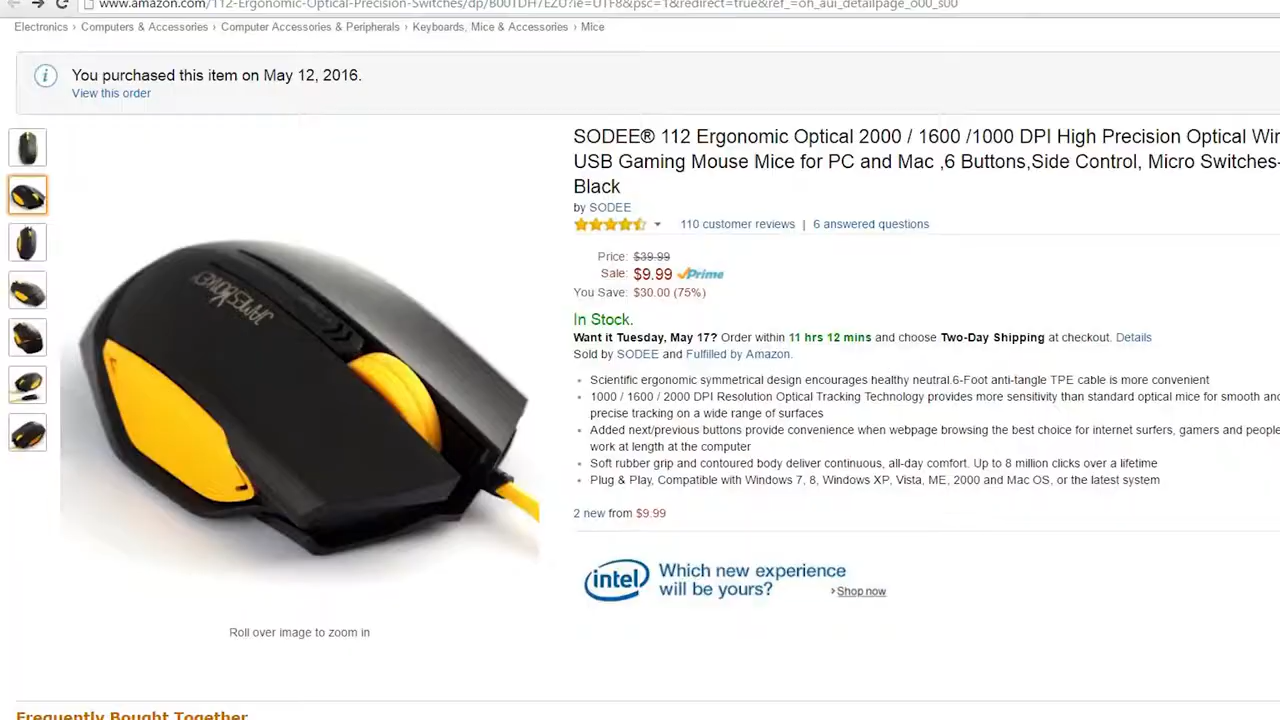 www.amazon.com/112-Ergonomic-Optical-Precision-Switches/dp/B00TDH7EZU?ie=UTF8&psc=1&redirect=true&ref_=oh_aui_detailpage_o00_s00
Electronics › Computers & Accessories › Computer Accessories & Peripherals › Keyboards, Mice & Accessories › Mice
You purchased this item on May 12, 2016.
View this order
SODEE® 112 Ergonomic Optical 2000 / 1600 /1000 DPI High Precision Optical Wir
USB Gaming Mouse Mice for PC and Mac ,6 Buttons,Side Control, Micro Switches-
Black
by SODEE
110 customer reviews | 6 answered questions
Price: $39.99
Sale: $9.99 Prime
You Save: $30.00 (75%)
In Stock.
Want it Tuesday, May 17? Order within 11 hrs 12 mins and choose Two-Day Shipping at checkout. Details
Sold by SODEE and Fulfilled by Amazon.
• Scientific ergonomic symmetrical design encourages healthy neutral.6-Foot anti-tangle TPE cable is more convenient
• 1000 / 1600 / 2000 DPI Resolution Optical Tracking Technology provides more sensitivity than standard optical mice for smooth and
precise tracking on a wide range of surfaces
• Added next/previous buttons provide convenience when webpage browsing the best choice for internet surfers, gamers and people
work at length at the computer
• Soft rubber grip and contoured body deliver continuous, all-day comfort. Up to 8 million clicks over a lifetime
• Plug & Play, Compatible with Windows 7, 8, Windows XP, Vista, ME, 2000 and Mac OS, or the latest system
2 new from $9.99
intel
Which new experience
will be yours?
› Shop now
JAMESDONKEY
Roll over image to zoom in
Frequently Bought Together